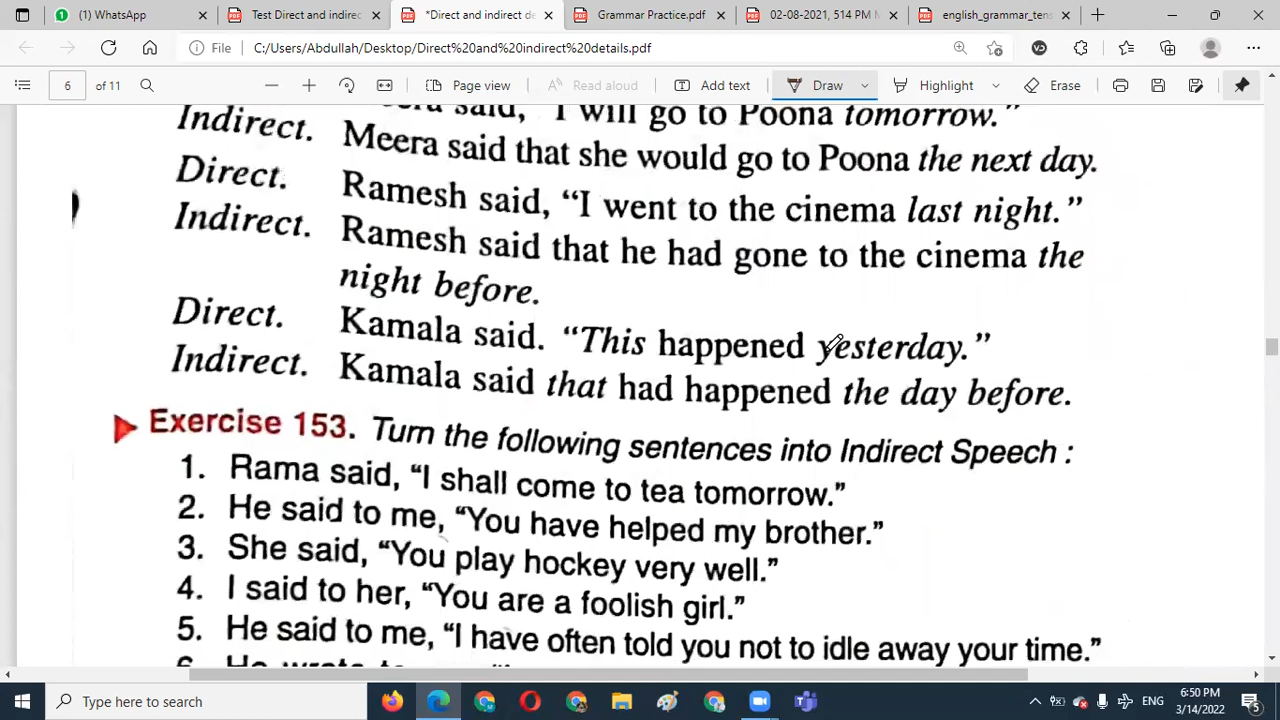 WhatsApp
Test Direct and indirec
*Direct and indirect de
Grammar Practice.pdf
02-08-2021, 514 PM M
english_grammar_tens
File
C:/Users/Abdullah/Desktop/Direct%20and%20indirect%20details.pdf
6 of 11
Page view
Read aloud
Add text
Draw
Highlight
Erase
said, "I will go to Poona tomorrow."
Indirect. Meera said that she would go to Poona the next day.
Direct. Ramesh said, "I went to the cinema last night."
Indirect. Ramesh said that he had gone to the cinema the
night before.
Direct. Kamala said. "This happened yesterday."
Indirect. Kamala said that had happened the day before.
Exercise 153. Turn the following sentences into Indirect Speech :
1. Rama said, "I shall come to tea tomorrow."
2. He said to me, "You have helped my brother."
3. She said, "You play hockey very well."
4. I said to her, "You are a foolish girl."
5. He said to me, "I have often told you not to idle away your time."
Type here to search
ENG
6:50 PM
3/14/2022
5